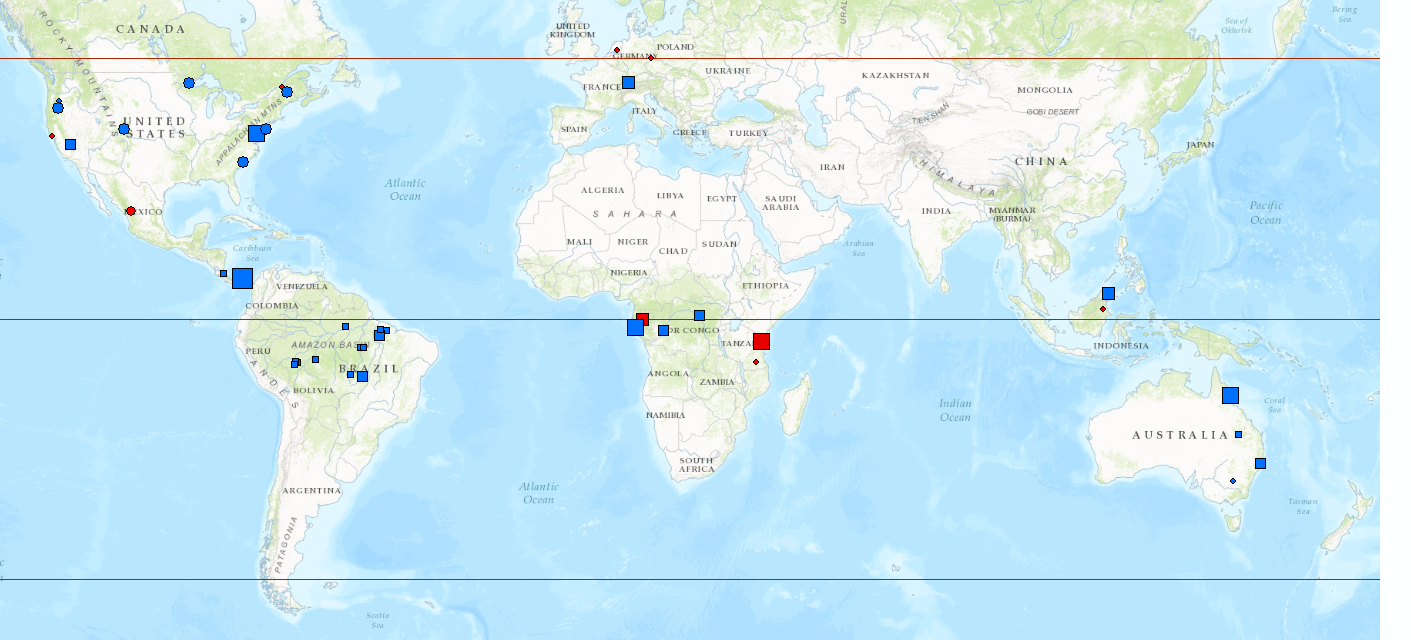 CANADA
ROCKY MOUNTAINS
UNITED
STATES
APPALACHIAN MTNS
MEXICO
Atlantic
Ocean
Caribbean
Sea
VENEZUELA
COLOMBIA
AMAZON BASIN
PERU
BRAZIL
ANDES
BOLIVIA
ARGENTINA
PATAGONIA
Scotia
Sea
Atlantic
Ocean
UNITED
KINGDOM
POLAND
GERMANY
UKRAINE
FRANCE
ITALY
SPAIN
GREECE
TURKEY
URAL
KAZAKHSTAN
MONGOLIA
GOBI DESERT
TIEN SHAN
CHINA
HIMALAYA
JAPAN
Sea of
Okhotsk
Bering
Sea
IRAN
ALGERIA
LIBYA
EGYPT
SAUDI
ARABIA
SAHARA
MALI
NIGER
CHAD
SUDAN
NIGERIA
ETHIOPIA
Arabian
Sea
INDIA
MYANMAR
(BURMA)
Pacific
Ocean
DR CONGO
TANZA
ANGOLA
ZAMBIA
NAMIBIA
SOUTH
AFRICA
Indian
Ocean
INDONESIA
Coral
Sea
AUSTRALIA
Tasman
Sea